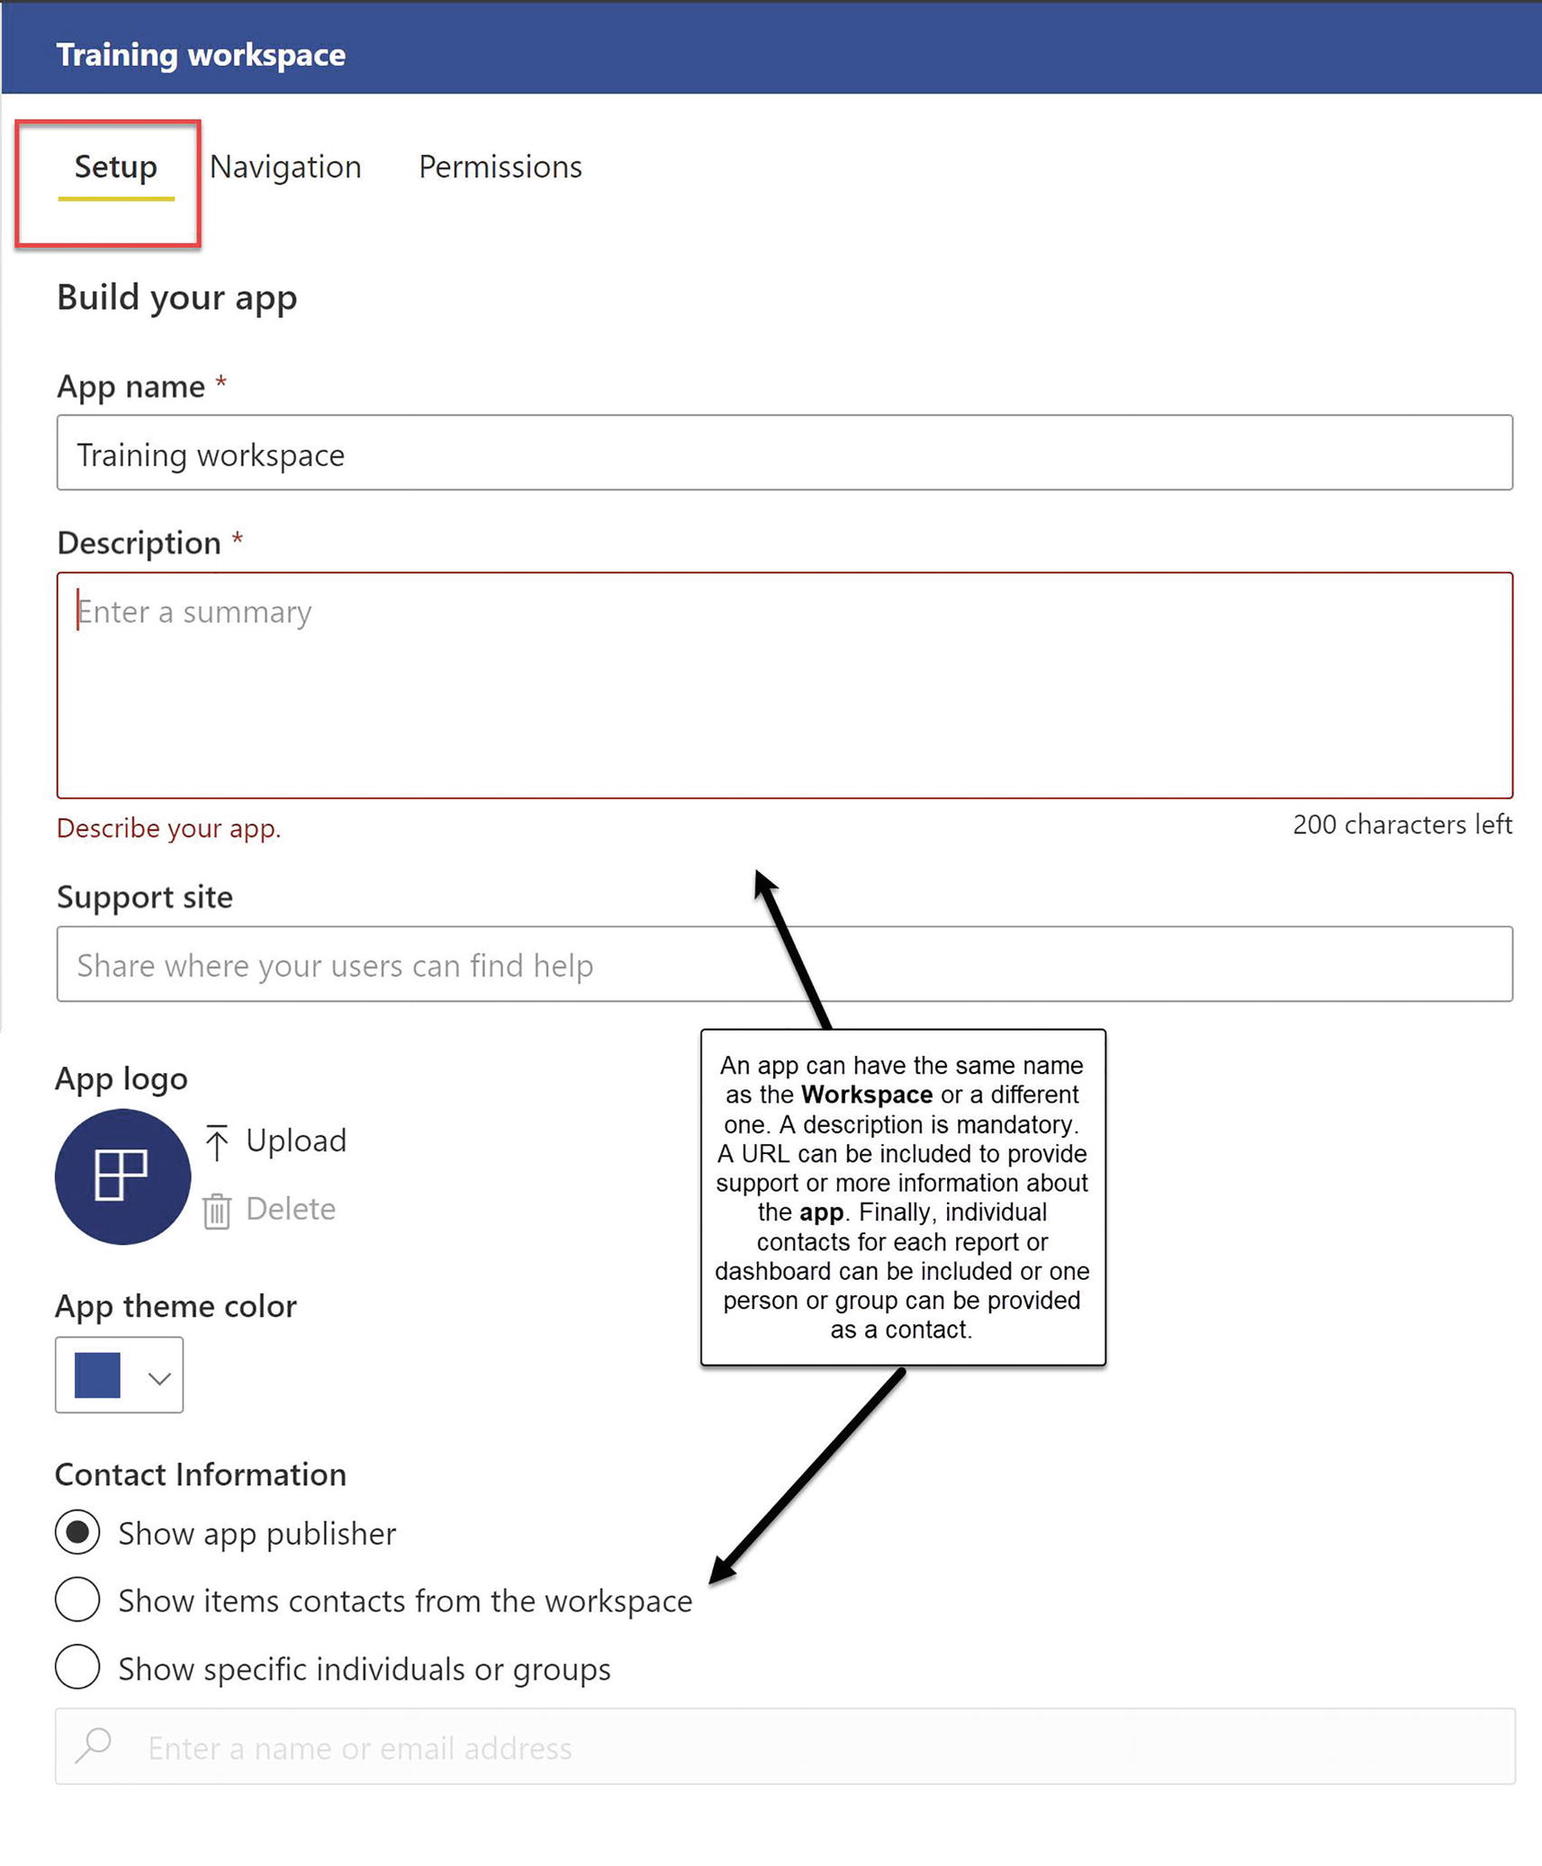 Training workspace
Setup Navigation Permissions
Build your app
App name *
Training workspace
Description *
Enter a summary
Describe your app.
200 characters left
Support site
Share where your users can find help
An app can have the same name
as the Workspace or a different
one. A description is mandatory.
A URL can be included to provide
support or more information about
the app. Finally, individual
contacts for each report or
dashboard can be included or one
person or group can be provided
as a contact.
App logo
Upload
Delete
App theme color
Contact Information
Show app publisher
Show items contacts from the workspace
Show specific individuals or groups
Enter a name or email address